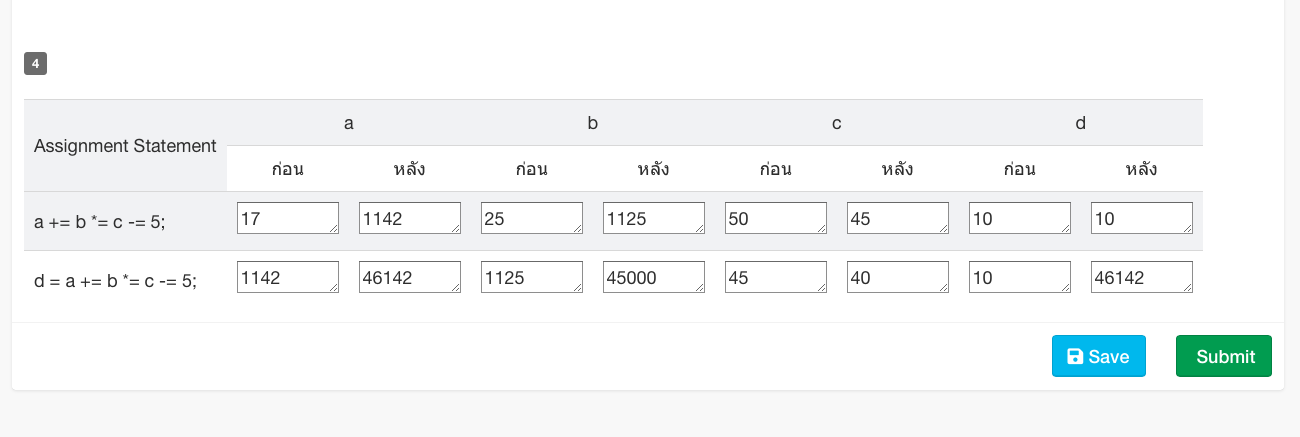 4
Assignment Statement a b c d
ก่อน หลัง ก่อน หลัง ก่อน หลัง ก่อน หลัง
a += b *= c -= 5; 17 1142 25 1125 50 45 10 10
d = a += b *= c -= 5; 1142 46142 1125 45000 45 40 10 46142
Save Submit